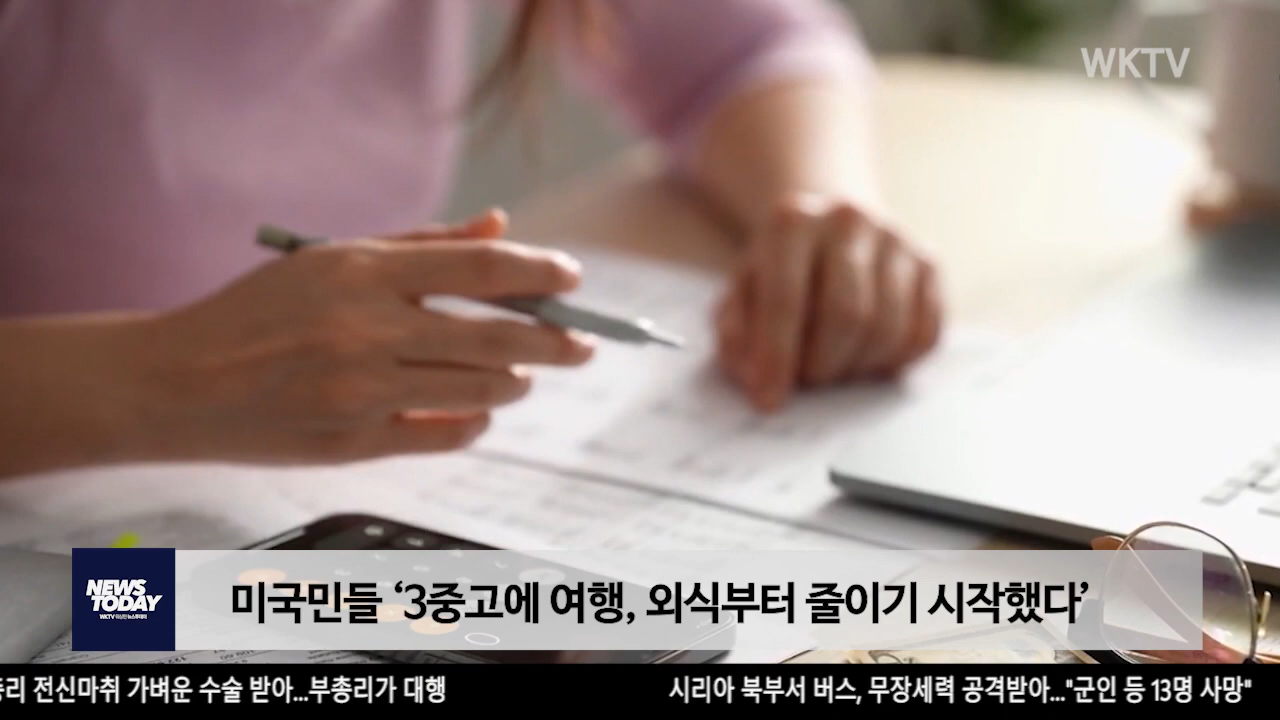 WKTV
NEWS
TODAY
미국민들 ‘3중고에 여행, 외식부터 줄이기 시작했다’
리 전신마취 가벼운 수술 받아...부총리가 대행
시리아 북부서 버스, 무장세력 공격받아..."군인 등 13명 사망"